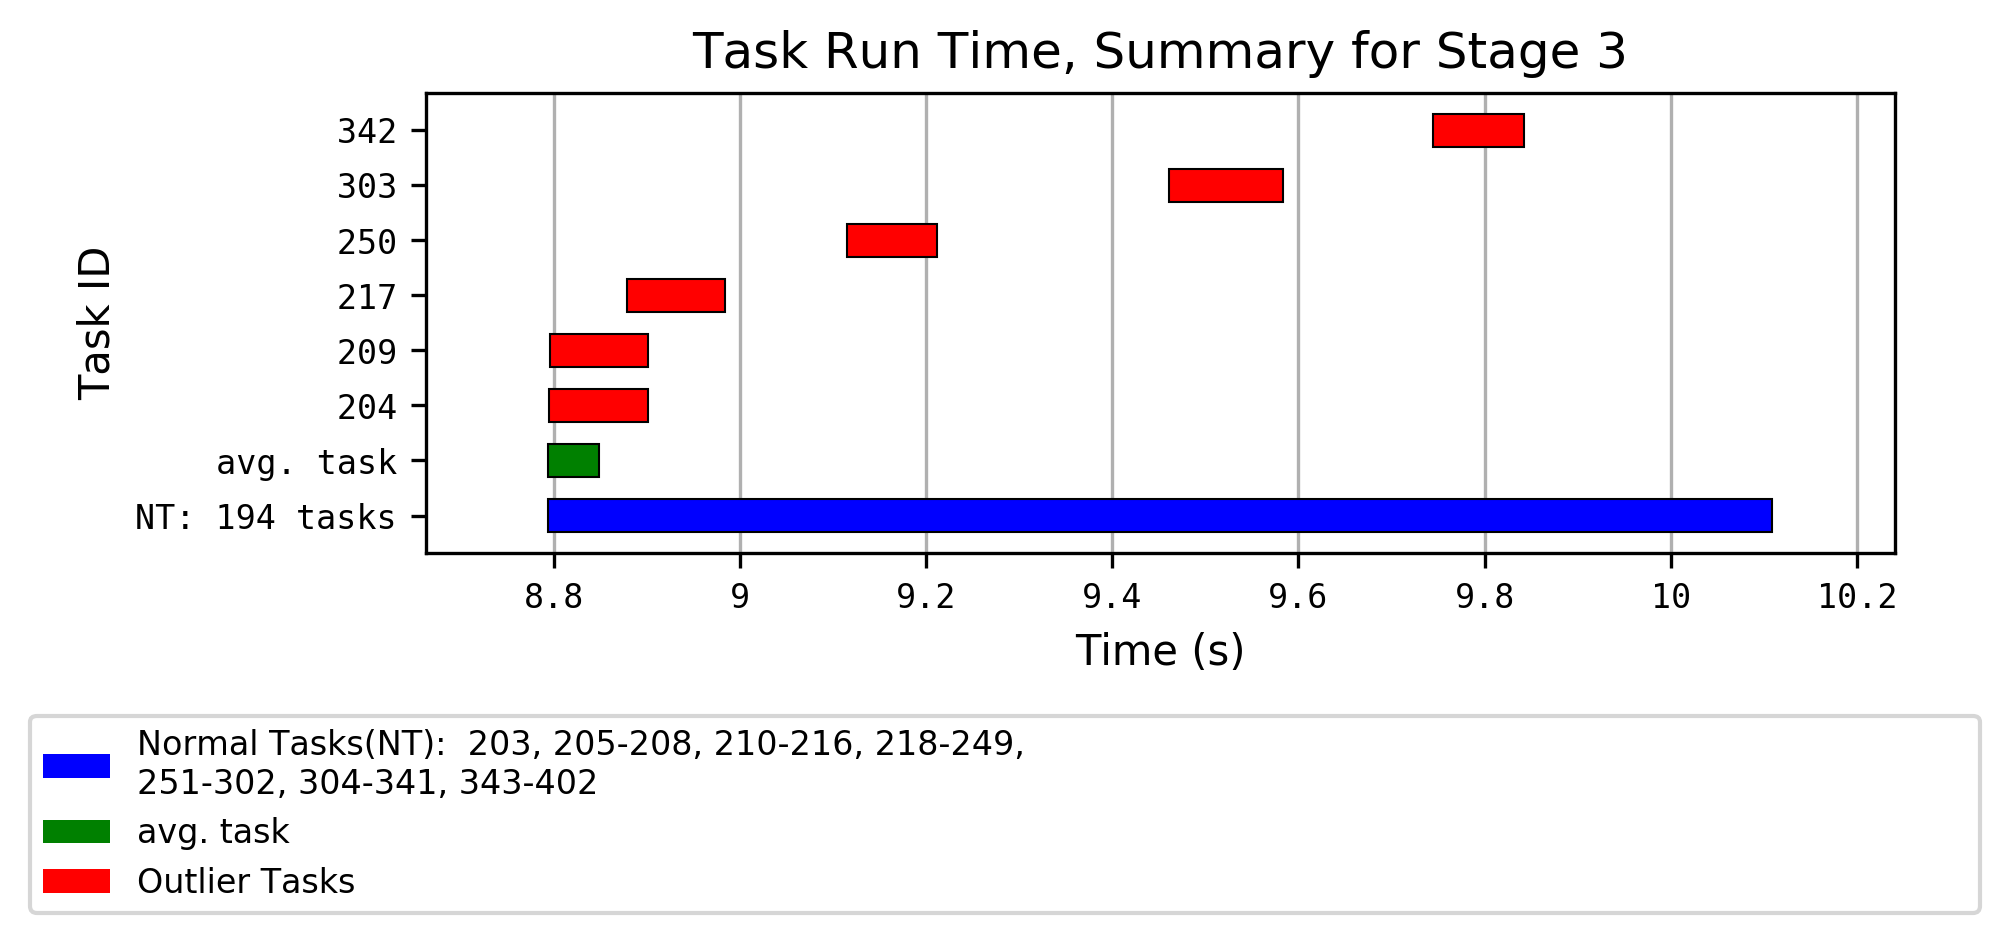 Task Run Time, Summary for Stage 3
Task ID
342
303
250
217
209
204
avg. task
NT: 194 tasks
8.8 9 9.2 9.4 9.6 9.8 10 10.2
Time (s)
Normal Tasks(NT):  203, 205-208, 210-216, 218-249,
251-302, 304-341, 343-402
avg. task
Outlier Tasks